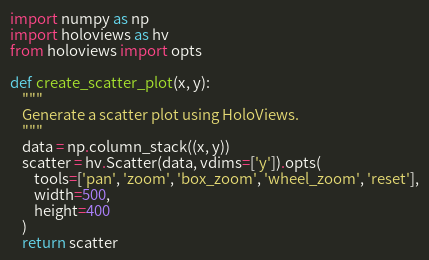 import numpy as np
import holoviews as hv
from holoviews import opts

def create_scatter_plot(x, y):
    """
    Generate a scatter plot using HoloViews.
    """
    data = np.column_stack((x, y))
    scatter = hv.Scatter(data, vdims=['y']).opts(
        tools=['pan', 'zoom', 'box_zoom', 'wheel_zoom', 'reset'],
        width=500,
        height=400
    )
    return scatter